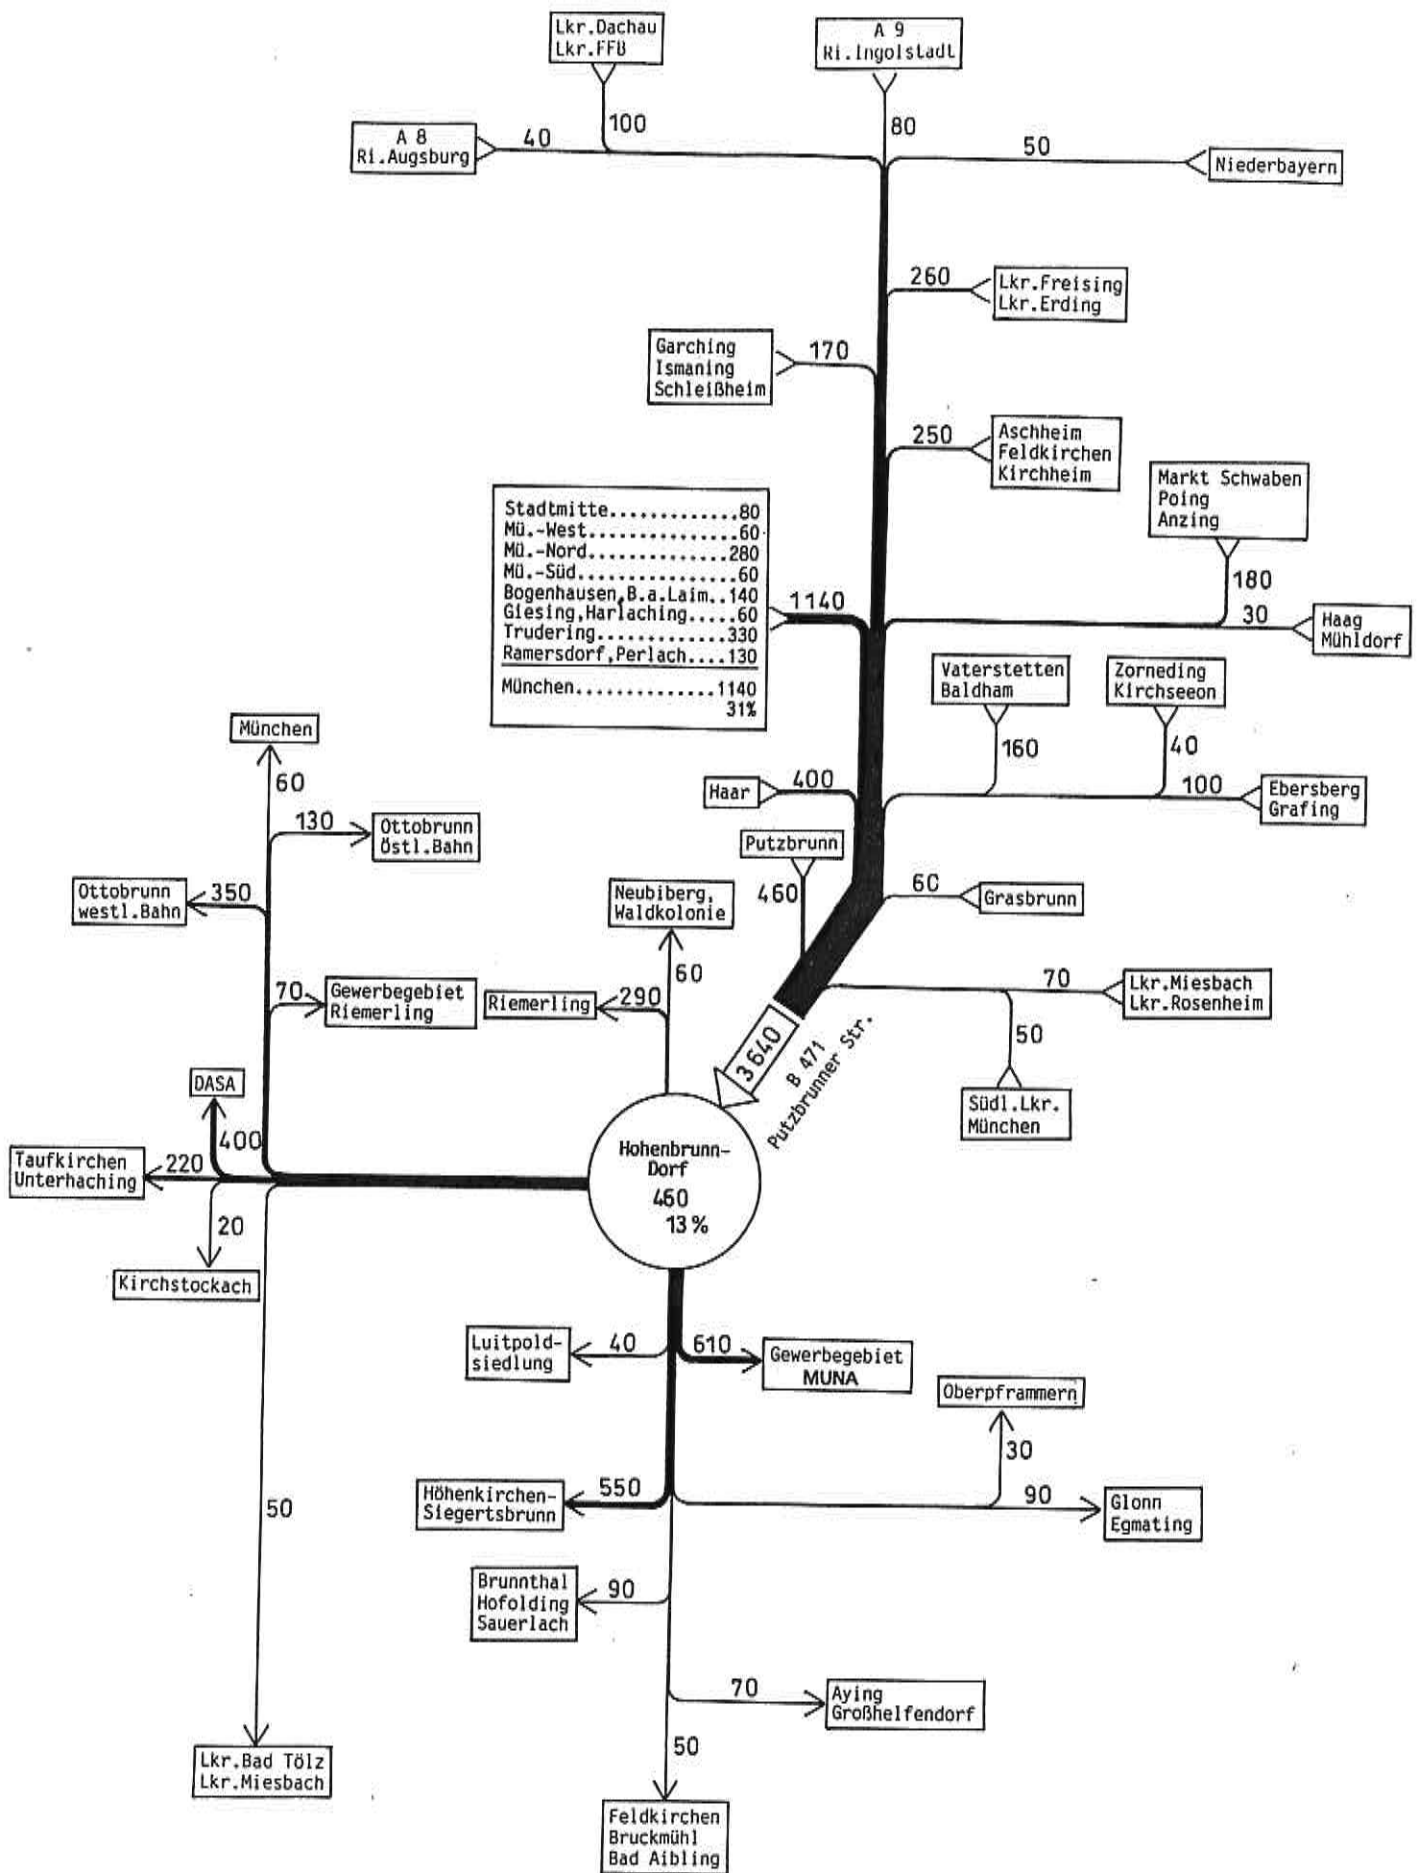 Lkr.Dachau
Lkr.FFB
A 9
Ri.Ingolstadt
100
80
A 8
Ri.Augsburg
40
50
Niederbayern
260
Lkr.Freising
Lkr.Erding
Garching
Ismaning
Schleißheim
170
250
Aschheim
Feldkirchen
Kirchheim
Markt Schwaben
Poing
Anzing
180
30
Haag
Mühldorf
Stadtmitte.............80
Mü.-West...............60
Mü.-Nord..............280
Mü.-Süd................60
Bogenhausen,B.a.Laim..140
Giesing,Harlaching.....60
Trudering.............330
Ramersdorf,Perlach....130
München..............1140
31%
1140
Vaterstetten
Baldham
160
Zorneding
Kirchseeon
40
100
Ebersberg
Grafing
Haar
400
Putzbrunn
460
60
Grasbrunn
70
Lkr.Miesbach
Lkr.Rosenheim
50
Südl.Lkr.
München
3640
B 471
Putzbrunner Str.
München
60
130
Ottobrunn
Östl.Bahn
Ottobrunn
westl.Bahn
350
Neubiberg,
Waldkolonie
60
70
Gewerbegebiet
Riemerling
Riemerling
290
DASA
400
Taufkirchen
Unterhaching
220
20
Kirchstockach
Hohenbrunn-
Dorf
460
13%
Luitpold-
siedlung
40
610
Gewerbegebiet
MUNA
Oberpframmern
30
90
Glonn
Egmating
Höhenkirchen-
Siegertsbrunn
550
50
Brunnthal
Hofolding
Sauerlach
90
70
Aying
Großhelfendorf
50
Lkr.Bad Tölz
Lkr.Miesbach
Feldkirchen
Bruckmühl
Bad Aibling